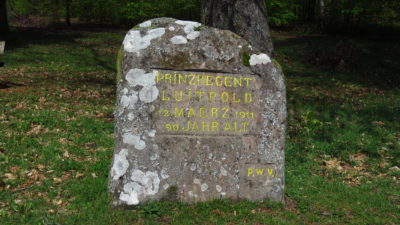 PRINZREGENT
LUITPOLD
12 MAERZ 1911
90 JAHR ALT
P.W.V.